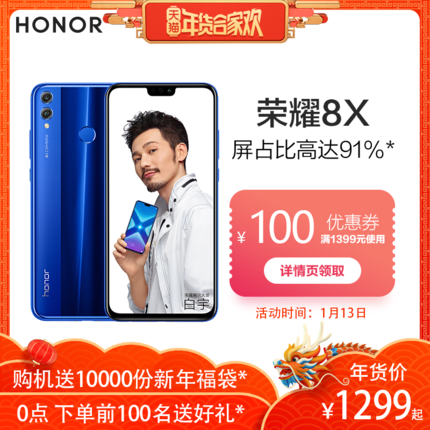 HONOR
天猫 年货合家欢
荣耀8X
屏占比高达91%*
¥100 优惠券
满1399元使用
详情页领取
活动时间：1月13日
honor
白宇
购机送10000份新年福袋*
0点 下单前100名送好礼*
年货价
¥1299起